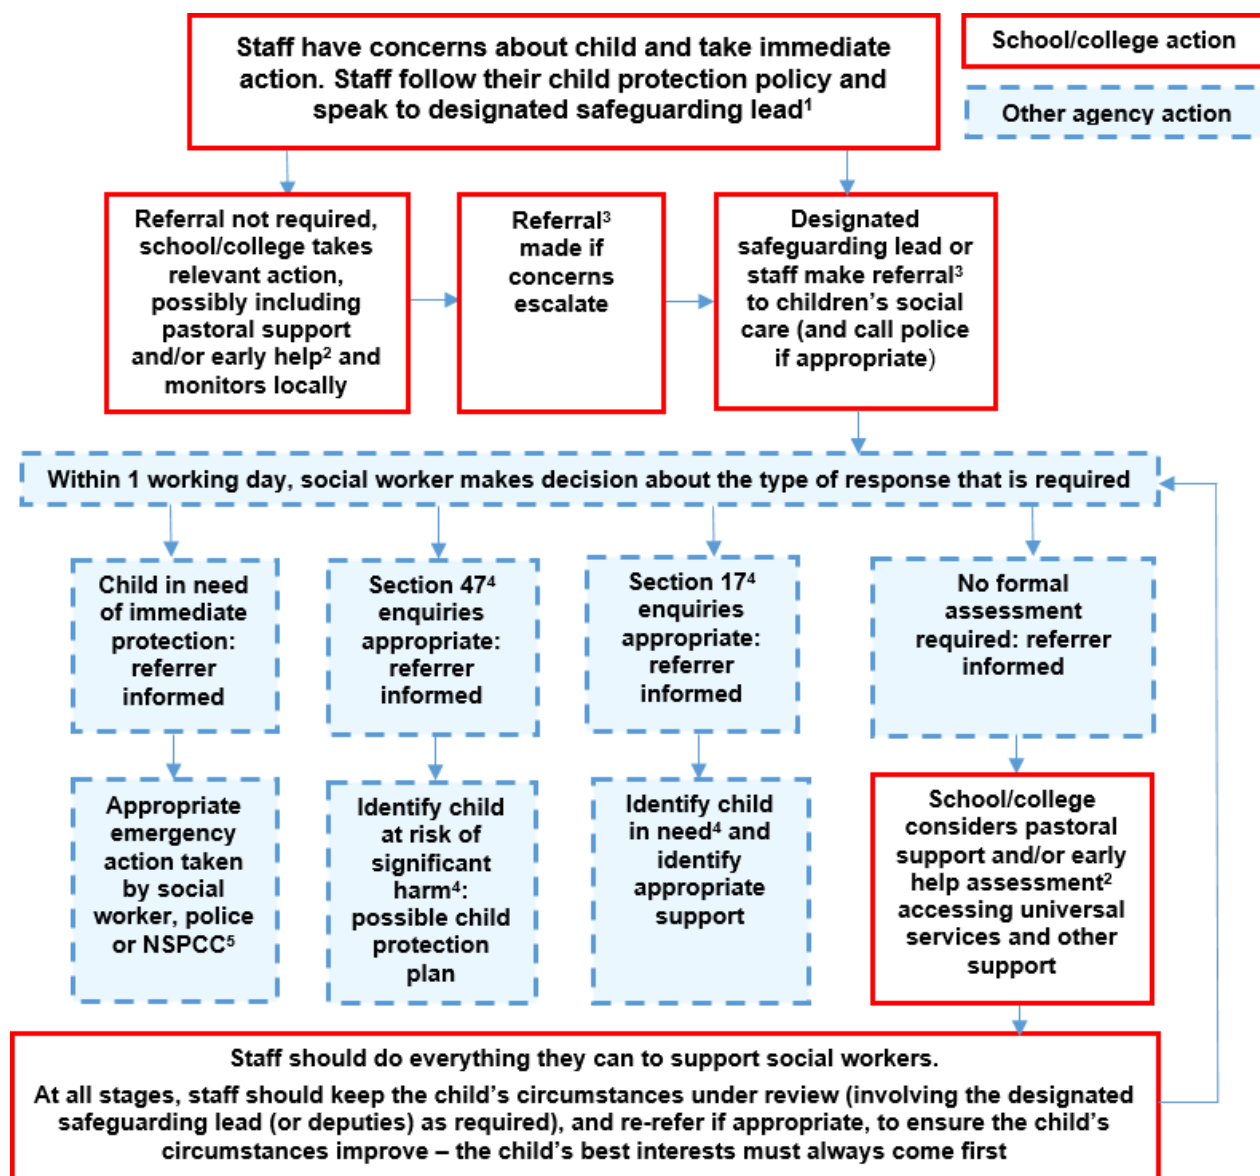 Staff have concerns about child and take immediate
action. Staff follow their child protection policy and
speak to designated safeguarding lead¹
School/college action
Other agency action
Referral not required,
school/college takes
relevant action,
possibly including
pastoral support
and/or early help² and
monitors locally
Referral³
made if
concerns
escalate
Designated
safeguarding lead or
staff make referral³
to children’s social
care (and call police
if appropriate)
Within 1 working day, social worker makes decision about the type of response that is required
Child in need
of immediate
protection:
referrer
informed
Section 47⁴
enquiries
appropriate:
referrer
informed
Section 17⁴
enquiries
appropriate:
referrer
informed
No formal
assessment
required: referrer
informed
Appropriate
emergency
action taken
by social
worker, police
or NSPCC⁵
Identify child
at risk of
significant
harm⁴:
possible child
protection
plan
Identify child
in need⁴ and
identify
appropriate
support
School/college
considers pastoral
support and/or early
help assessment²
accessing universal
services and other
support
Staff should do everything they can to support social workers.
At all stages, staff should keep the child’s circumstances under review (involving the designated
safeguarding lead (or deputies) as required), and re-refer if appropriate, to ensure the child’s
circumstances improve – the child’s best interests must always come first